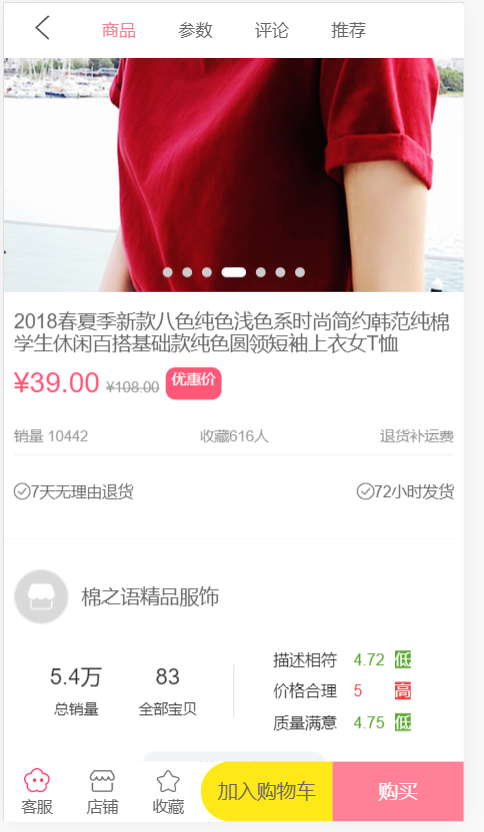 商品 参数 评论 推荐
2018春夏季新款八色纯色浅色系时尚简约韩范纯棉
学生休闲百搭基础款纯色圆领短袖上衣女T恤
¥39.00 ¥108.00 优惠价
销量 10442 收藏616人 退货补运费
7天无理由退货 72小时发货
棉之语精品服饰
5.4万 83
总销量 全部宝贝
描述相符 4.72 低
价格合理 5 高
质量满意 4.75 低
加入购物车 购买
客服 店铺 收藏